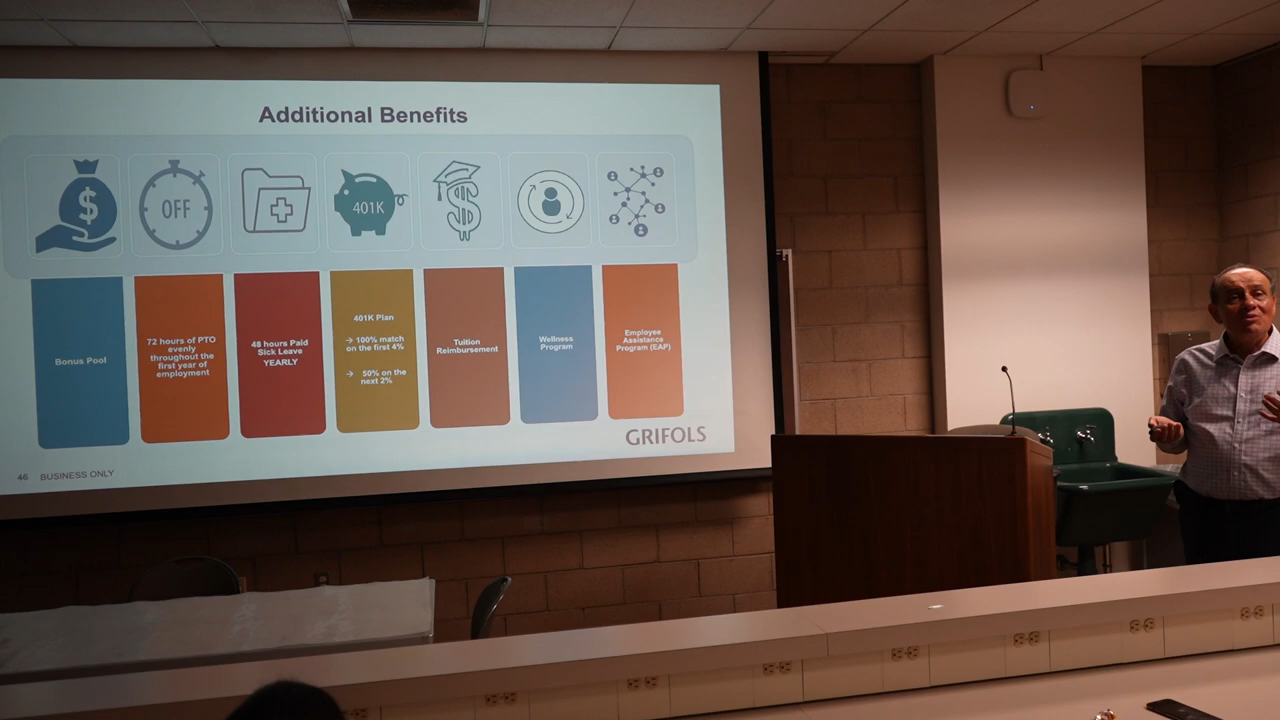 Additional Benefits
$
OFF
401K
$
Bonus Pool
72 hours of PTO
evenly
throughout the
first year of
employment
48 hours Paid
Sick Leave
YEARLY
401K Plan
→ 100% match
on the first 4%
→ 50% on the
next 2%
Tuition
Reimbursement
Wellness
Program
Employee
Assistance
Program (EAP)
GRIFOLS
46 BUSINESS ONLY